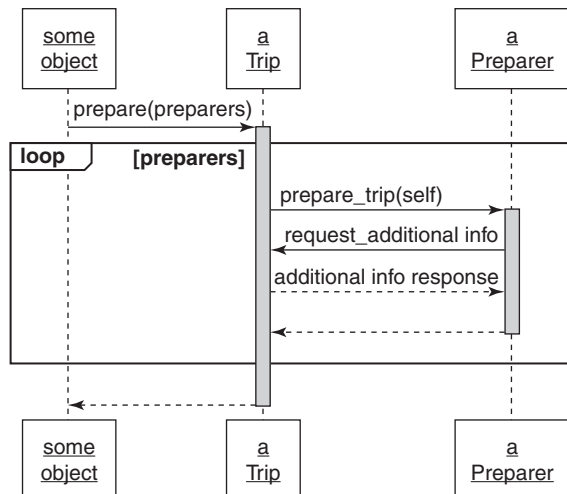 some
object
a
Trip
a
Preparer
prepare(preparers)
loop
[preparers]
prepare_trip(self)
request_additional info
additional info response
some
object
a
Trip
a
Preparer